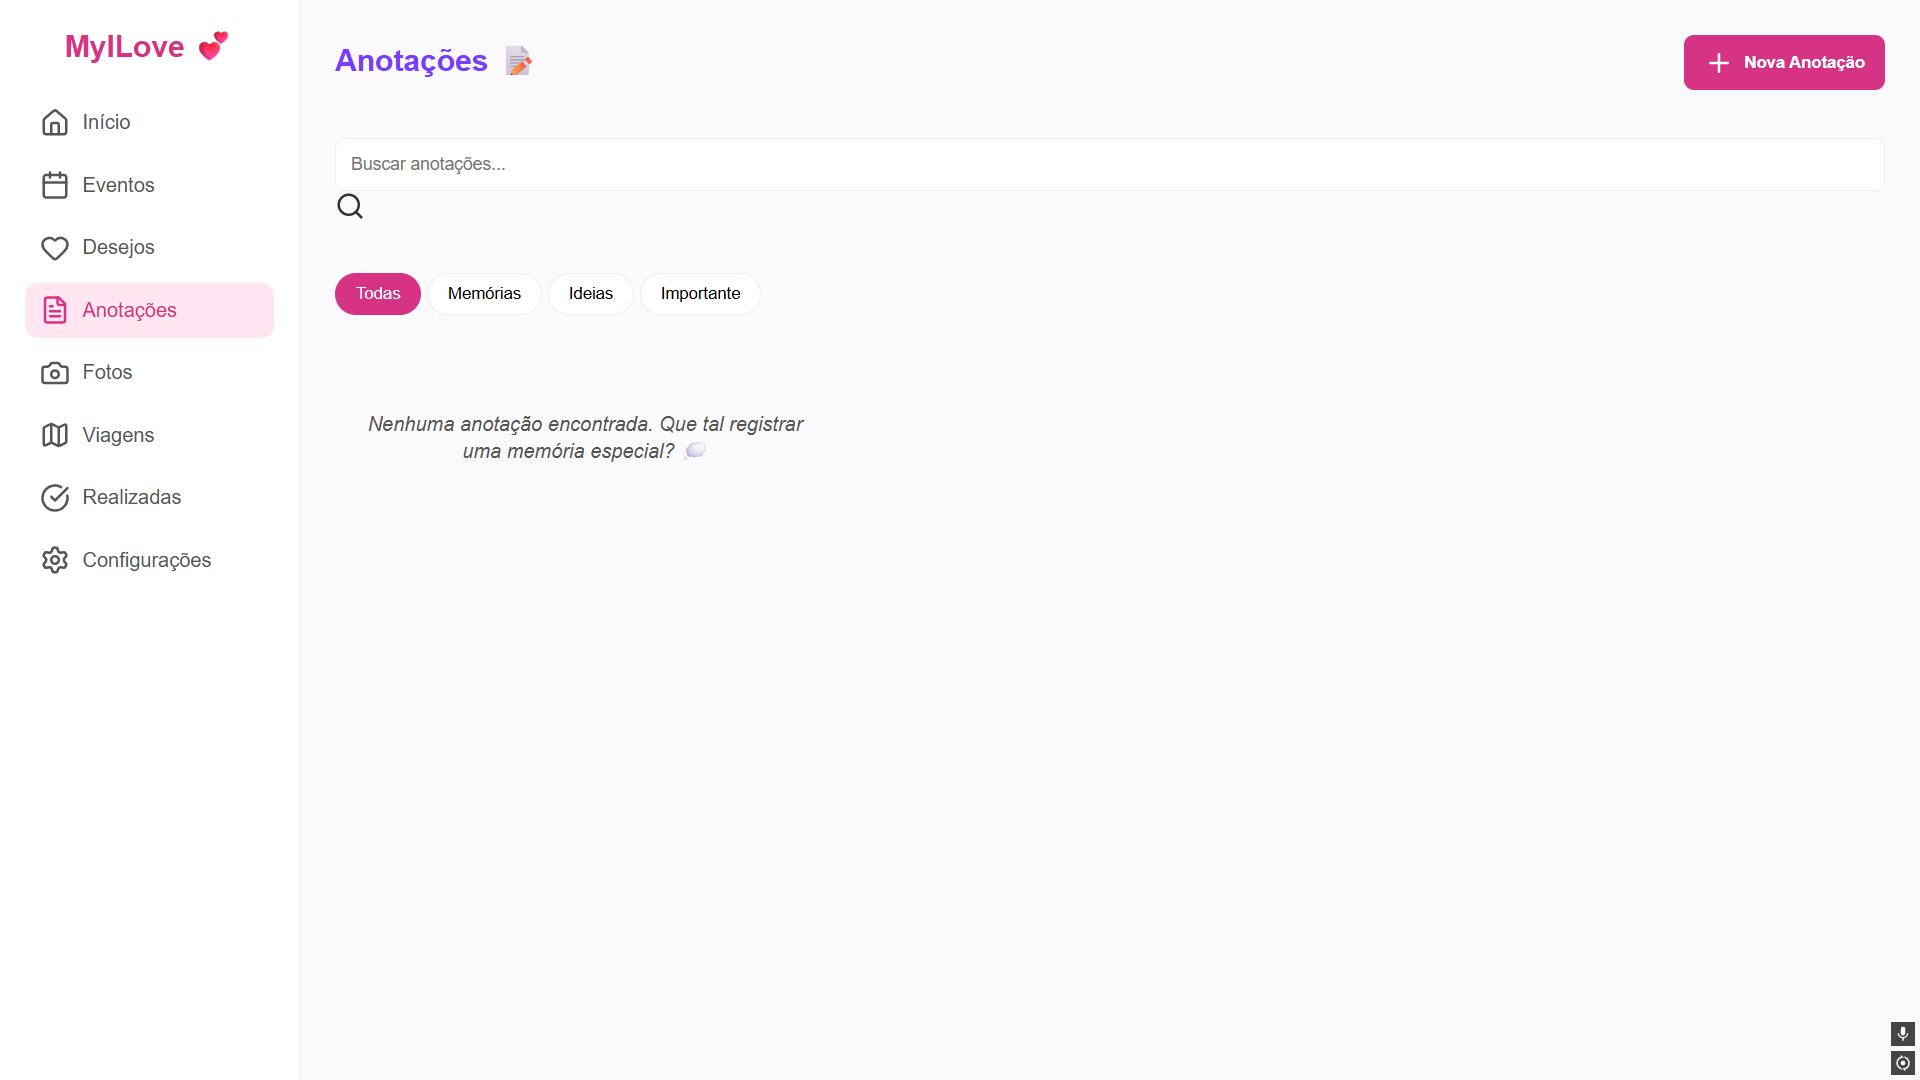 MyILove 💕
Início
Eventos
Desejos
Anotações
Fotos
Viagens
Realizadas
Configurações
Anotações 📝
Nova Anotação
Buscar anotações...
Todas
Memórias
Ideias
Importante
Nenhuma anotação encontrada. Que tal registrar
uma memória especial? 💭